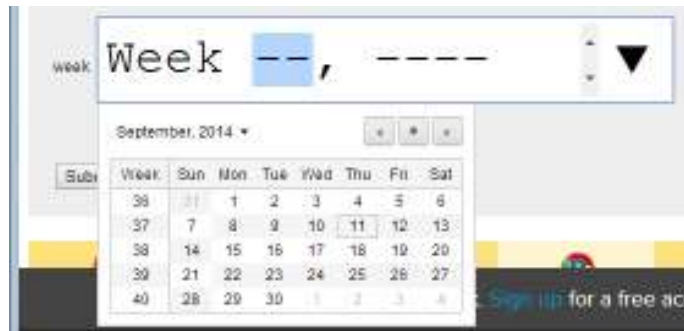 week Week --, ----
September, 2014
Week Sun Mon Tue Wed Thu Fri Sat
36 31 1 2 3 4 5 6
37 7 8 9 10 11 12 13
38 14 15 16 17 18 19 20
39 21 22 23 24 25 26 27
40 28 29 30 1 2 3 4
Sign up for a free ac